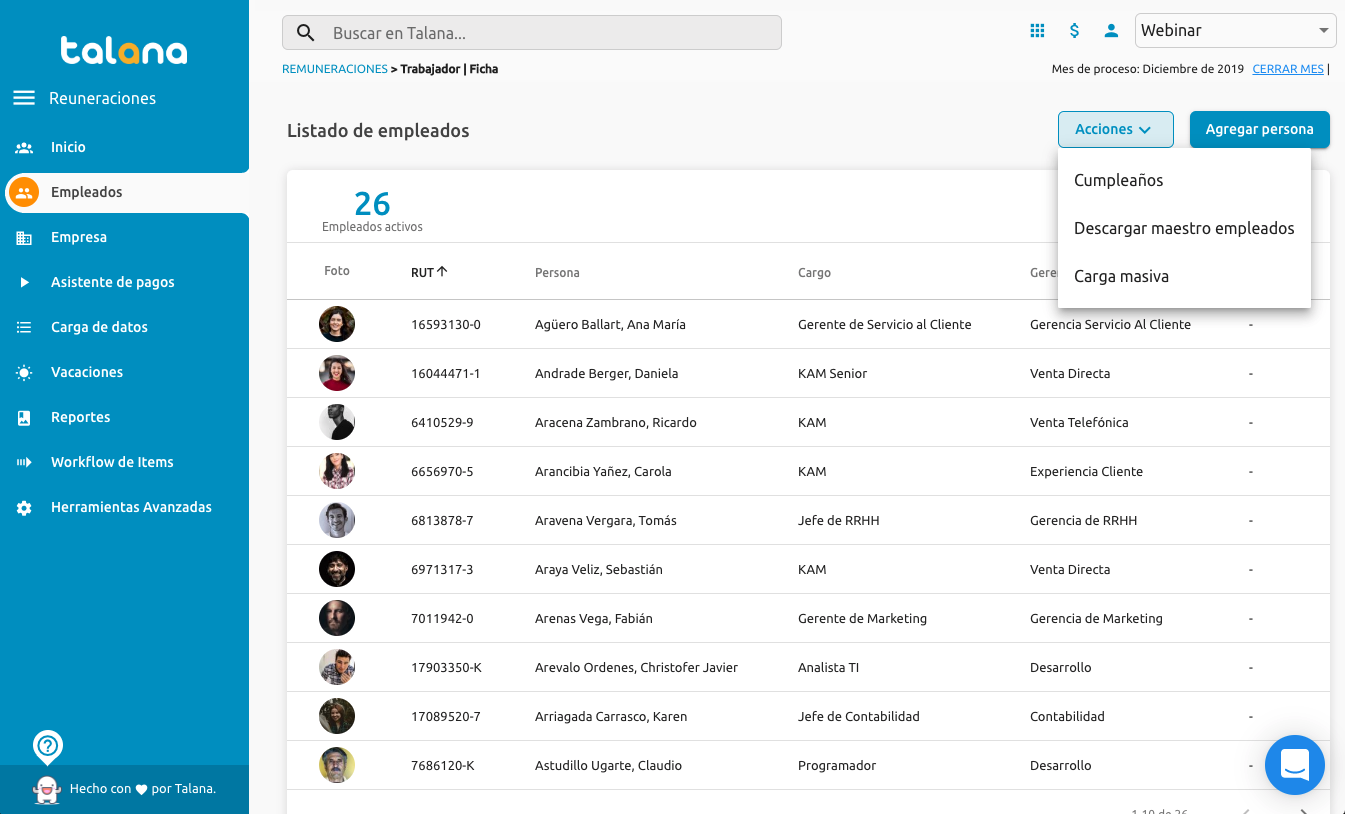 talana
Reuneraciones
Inicio
Empleados
Empresa
Asistente de pagos
Carga de datos
Vacaciones
Reportes
Workflow de Items
Herramientas Avanzadas
Hecho con por Talana.
Buscar en Talana...
Webinar
REMUNERACIONES > Trabajador | Ficha
Mes de proceso: Diciembre de 2019 CERRAR MES |
Listado de empleados
Acciones
Agregar persona
Cumpleaños
Descargar maestro empleados
Carga masiva
26
Empleados activos
Foto RUT Persona Cargo
16593130-0 Agüero Ballart, Ana María Gerente de Servicio al Cliente Gerencia Servicio Al Cliente -
16044471-1 Andrade Berger, Daniela KAM Senior Venta Directa -
6410529-9 Aracena Zambrano, Ricardo KAM Venta Telefónica -
6656970-5 Arancibia Yañez, Carola KAM Experiencia Cliente -
6813878-7 Aravena Vergara, Tomás Jefe de RRHH Gerencia de RRHH -
6971317-3 Araya Veliz, Sebastián KAM Venta Directa -
7011942-0 Arenas Vega, Fabián Gerente de Marketing Gerencia de Marketing -
17903350-K Arevalo Ordenes, Christofer Javier Analista TI Desarrollo -
17089520-7 Arriagada Carrasco, Karen Jefe de Contabilidad Contabilidad -
7686120-K Astudillo Ugarte, Claudio Programador Desarrollo -